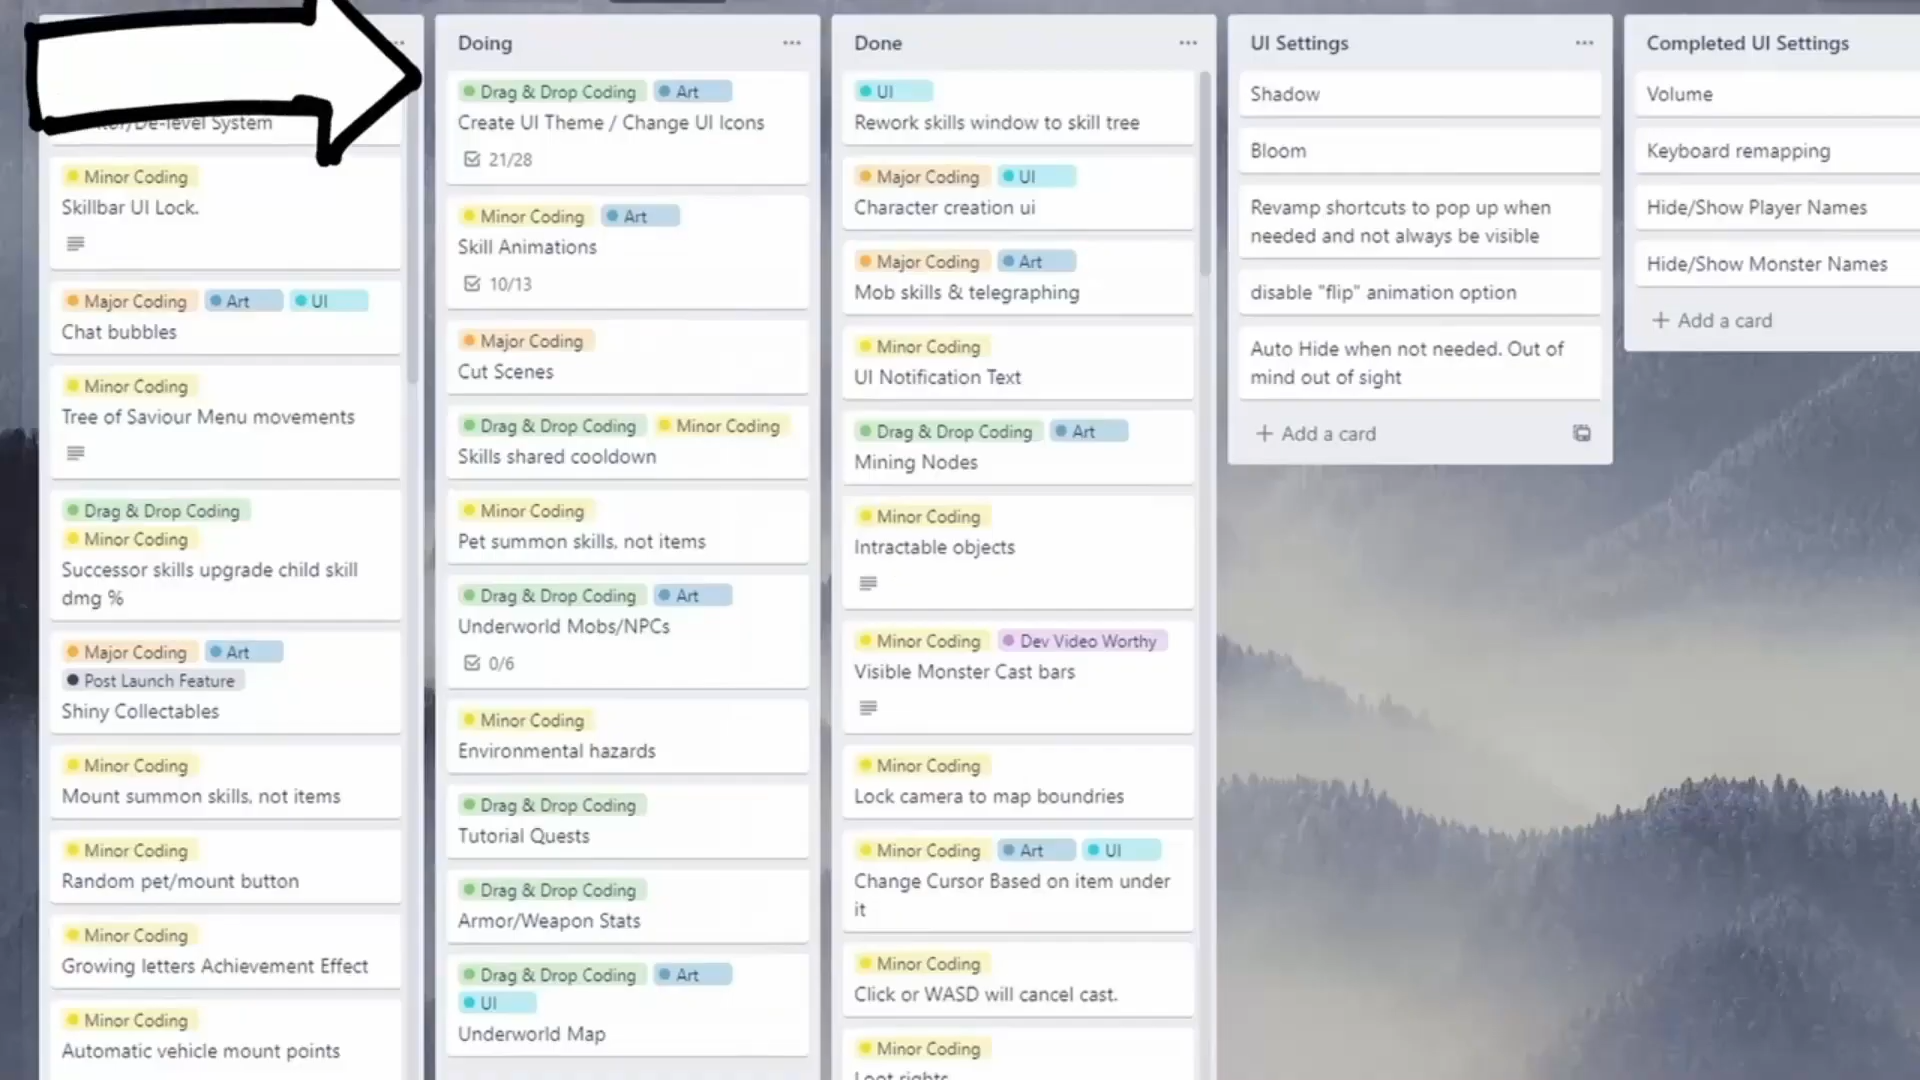 De-level System
Minor Coding
Skillbar UI Lock.
Major Coding Art UI
Chat bubbles
Minor Coding
Tree of Saviour Menu movements
Drag & Drop Coding
Minor Coding
Successor skills upgrade child skill
dmg %
Major Coding Art
Post Launch Feature
Shiny Collectables
Minor Coding
Mount summon skills, not items
Minor Coding
Random pet/mount button
Minor Coding
Growing letters Achievement Effect
Minor Coding
Automatic vehicle mount points
Doing
Drag & Drop Coding Art
Create UI Theme / Change UI Icons
21/28
Minor Coding Art
Skill Animations
10/13
Major Coding
Cut Scenes
Drag & Drop Coding Minor Coding
Skills shared cooldown
Minor Coding
Pet summon skills, not items
Drag & Drop Coding Art
Underworld Mobs/NPCs
0/6
Minor Coding
Environmental hazards
Drag & Drop Coding
Tutorial Quests
Drag & Drop Coding
Armor/Weapon Stats
Drag & Drop Coding Art
UI
Underworld Map
Done
UI
Rework skills window to skill tree
Major Coding UI
Character creation ui
Major Coding Art
Mob skills & telegraphing
Minor Coding
UI Notification Text
Drag & Drop Coding Art
Mining Nodes
Minor Coding
Intractable objects
Minor Coding Dev Video Worthy
Visible Monster Cast bars
Minor Coding
Lock camera to map boundries
Minor Coding Art UI
Change Cursor Based on item under
it
Minor Coding
Click or WASD will cancel cast.
Minor Coding
Loot rights
UI Settings
Shadow
Bloom
Revamp shortcuts to pop up when
needed and not always be visible
disable "flip" animation option
Auto Hide when not needed. Out of
mind out of sight
+ Add a card
Completed UI Settings
Volume
Keyboard remapping
Hide/Show Player Names
Hide/Show Monster Names
+ Add a card